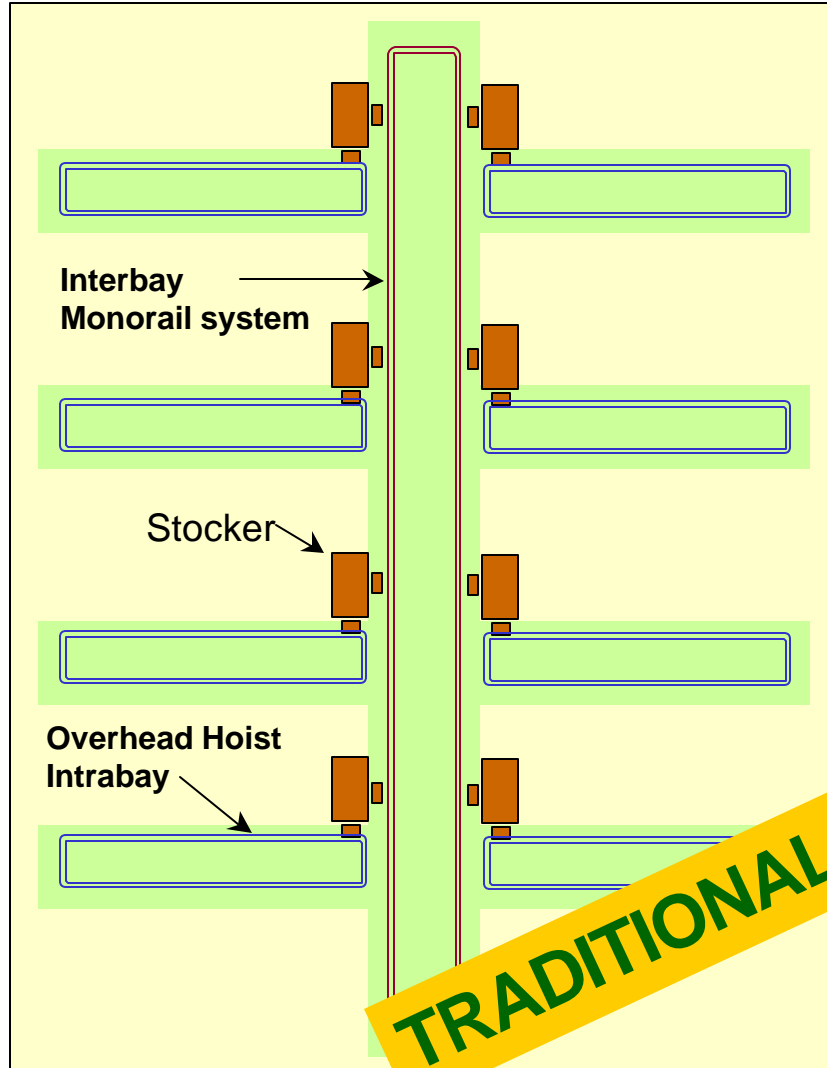 Interbay
Monorail system
Stocker
Overhead Hoist
Intrabay
TRADITIONAL